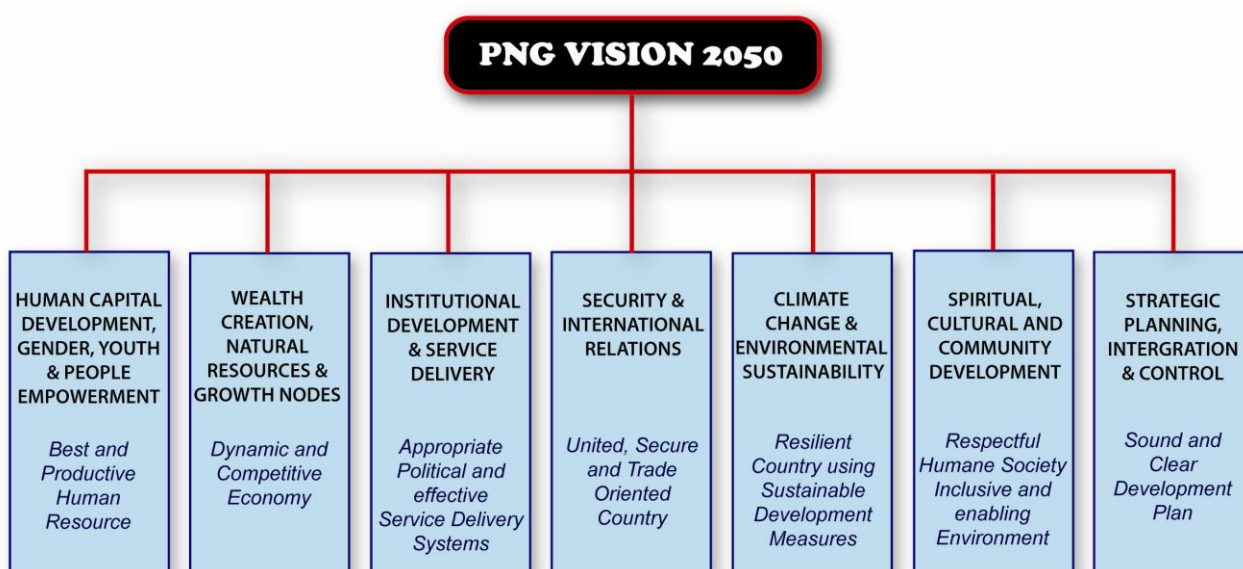 PNG VISION 2050
HUMAN CAPITAL
DEVELOPMENT,
GENDER, YOUTH
& PEOPLE
EMPOWERMENT
Best and
Productive
Human
Resource
WEALTH
CREATION,
NATURAL
RESOURCES &
GROWTH NODES
Dynamic and
Competitive
Economy
INSTITUTIONAL
DEVELOPMENT
& SERVICE
DELIVERY
Appropriate
Political and
effective
Service Delivery
Systems
SECURITY &
INTERNATIONAL
RELATIONS
United, Secure
and Trade
Oriented
Country
CLIMATE
CHANGE &
ENVIRONMENTAL
SUSTAINABILITY
Resilient
Country using
Sustainable
Development
Measures
SPIRITUAL,
CULTURAL AND
COMMUNITY
DEVELOPMENT
Respectful
Humane Society
Inclusive and
enabling
Environment
STRATEGIC
PLANNING,
INTERGRATION
& CONTROL
Sound and
Clear
Development
Plan